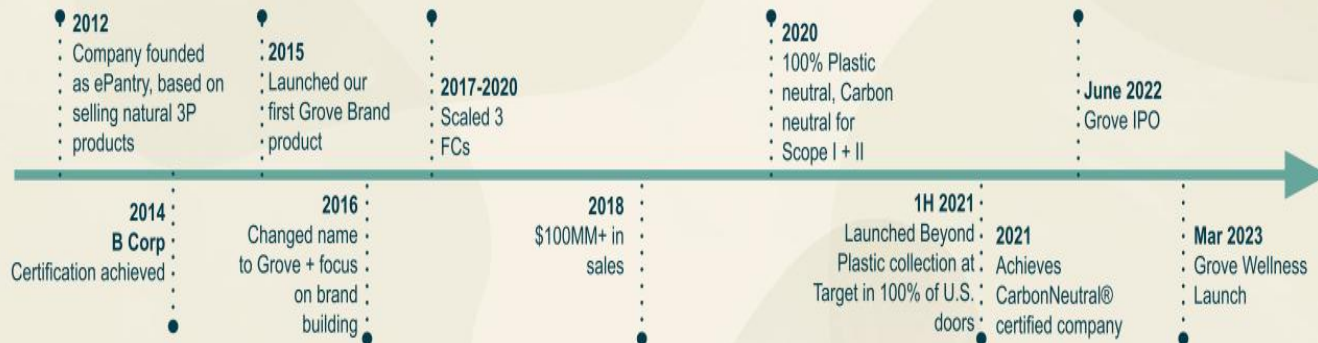 2012
Company founded
as ePantry, based on
selling natural 3P
products
2015
Launched our
first Grove Brand
product
2017-2020
Scaled 3
FCs
2020
100% Plastic
neutral, Carbon
neutral for
Scope I + II
June 2022
Grove IPO
2014
B Corp
Certification achieved
2016
Changed name
to Grove + focus
on brand
building
2018
$100MM+ in
sales
1H 2021
Launched Beyond
Plastic collection at
Target in 100% of U.S.
doors
2021
Achieves
CarbonNeutral®
certified company
Mar 2023
Grove Wellness
Launch